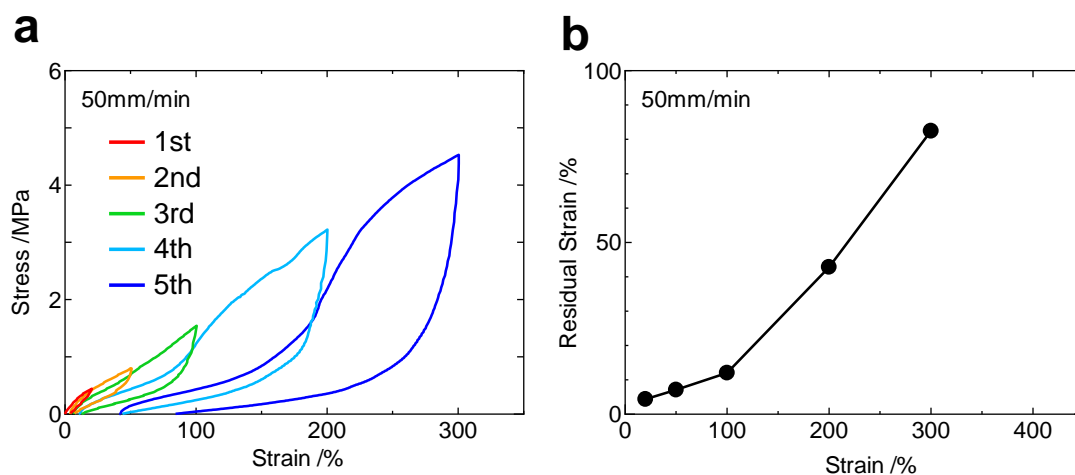 a
6
4
2
0
Stress /MPa
50mm/min
1st
2nd
3rd
4th
5th
0 100 200 300
Strain /%
b
100
50
0
Residual Strain /%
50mm/min
0 100 200 300 400
Strain /%